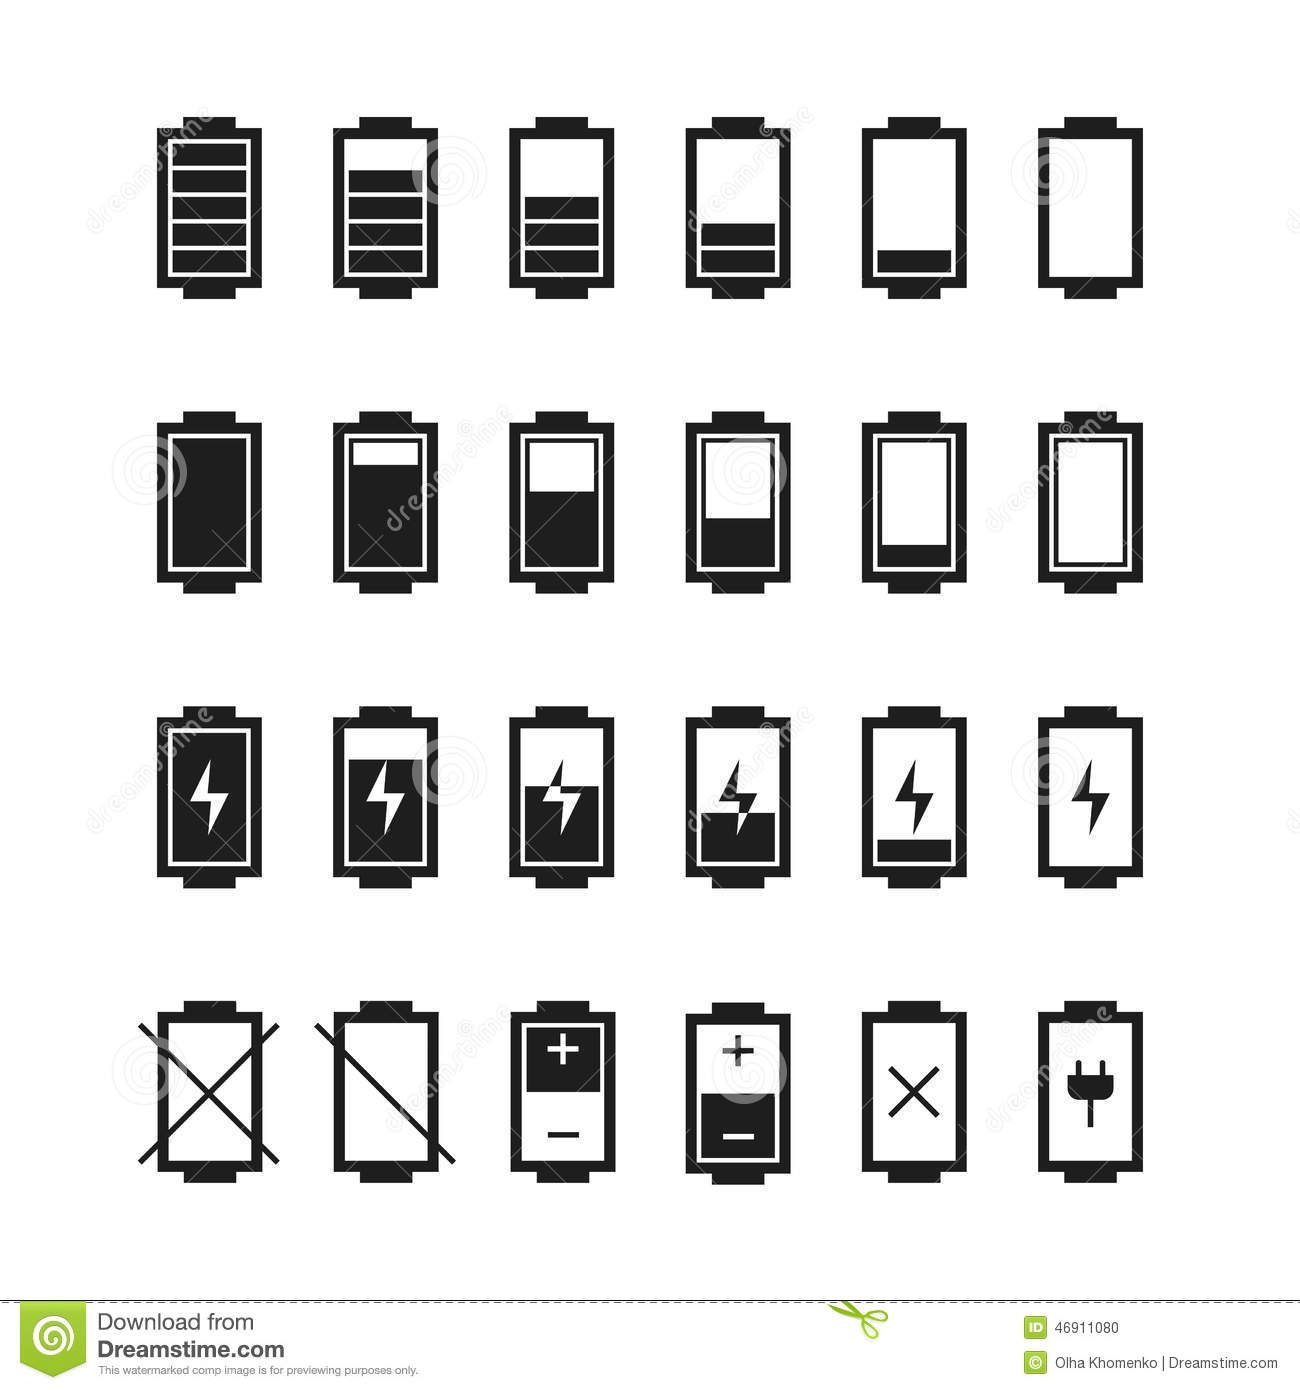 Download from
Dreamstime.com
This watermarked comp image is for previewing purposes only.
ID 46911080
© Olha Khomenko | Dreamstime.com